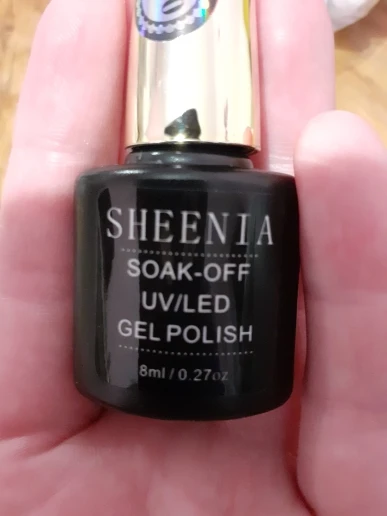 SHEENIA
SOAK-OFF
UV/LED
GEL POLISH
8ml / 0.27oz